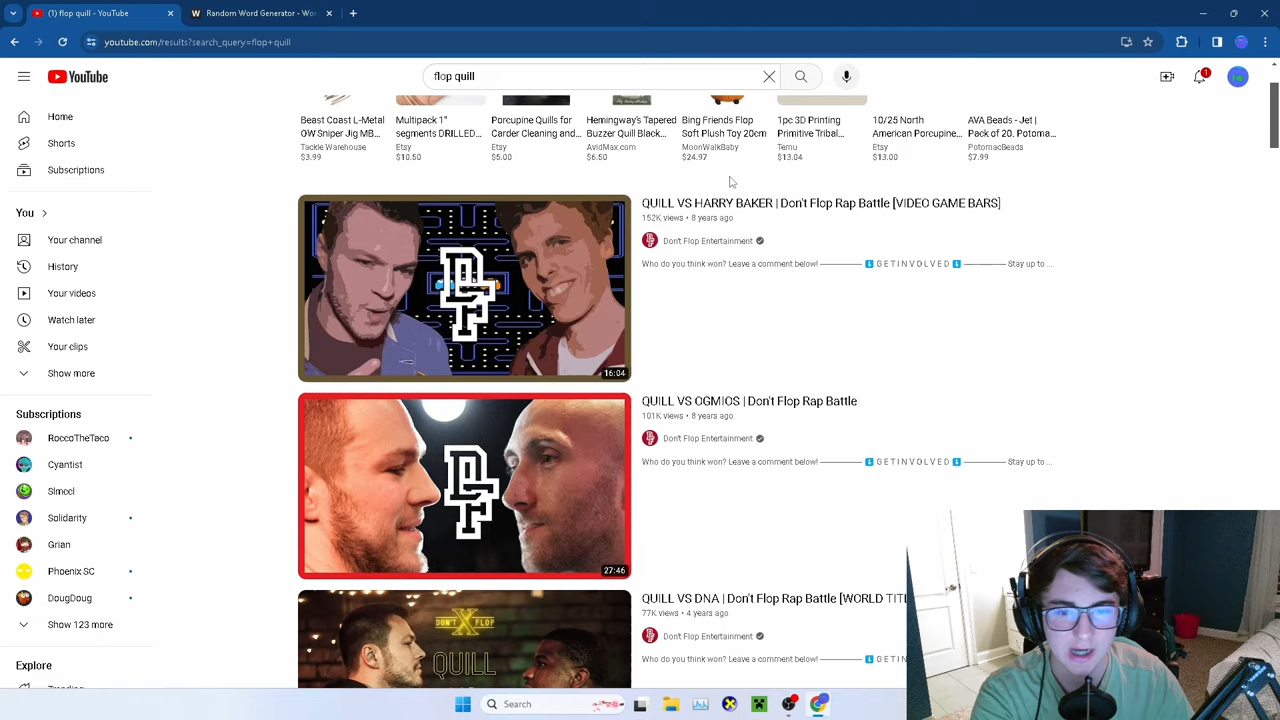 (1) flop quill - YouTube
Random Word Generator - Wo
youtube.com/results?search_query=flop+quill
YouTube
flop quill
1
Home
Shorts
Subscriptions
You
Your channel
History
Your videos
Watch later
Your clips
Show more
Subscriptions
RoccoTheTaco
Cyantist
Slmccl
Solidarity
Grian
Phoenix SC
DougDoug
Show 123 more
Explore
Beast Coast L-Metal
OW Sniper Jig MB...
Tackle Warehouse
$3.99
Multipack 1"
segments DRILLED...
Etsy
$10.50
Porcupine Quills for
Carder Cleaning and...
Etsy
$5.00
Hemingway's Tapered
Buzzer Quill Black...
AvidMax.com
$6.50
Bing Friends Flop
Soft Plush Toy 20cm
MoonWalkBaby
$24.97
1pc 3D Printing
Primitive Tribal...
Temu
$13.04
10/25 North
American Porcupine...
Etsy
$13.00
AVA Beads - Jet |
Pack of 20. Potoma...
PotomacBeads
$7.99
DF
16:04
QUILL VS HARRY BAKER | Don't Flop Rap Battle [VIDEO GAME BARS]
152K views • 8 years ago
Don't Flop Entertainment
Who do you think won? Leave a comment below! ———— G E T I N V O L V E D ———— Stay up to ...
DF
27:46
QUILL VS OGMIOS | Don't Flop Rap Battle
101K views • 8 years ago
Don't Flop Entertainment
Who do you think won? Leave a comment below! ———— G E T I N V O L V E D ———— Stay up to ...
DON'T X FLOP
QUILL
QUILL VS DNA | Don't Flop Rap Battle [WORLD TITL
77K views • 4 years ago
Don't Flop Entertainment
Who do you think won? Leave a comment below! ———— G E T I N
Search